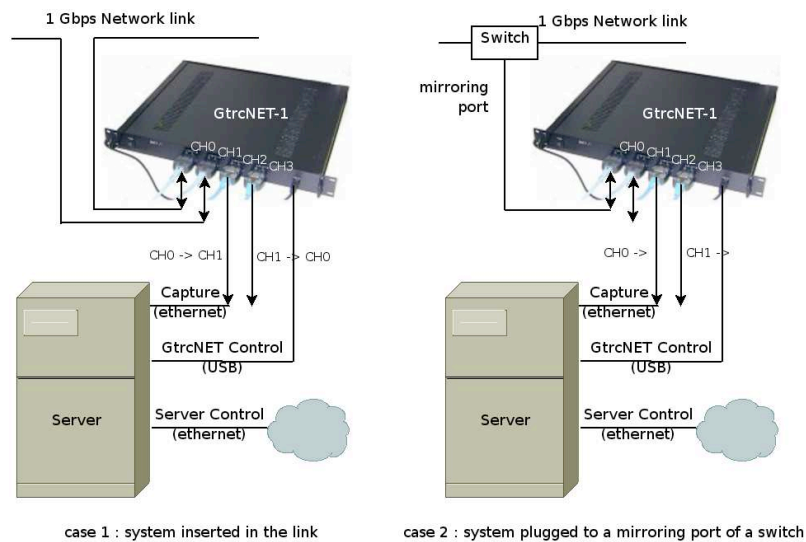 1 Gbps Network link
GtrcNET-1
CH0
CH1
CH2
CH3
CH0 -> CH1
CH1 -> CH0
Capture
(ethernet)
GtrcNET Control
(USB)
Server
Server Control
(ethernet)
case 1 : system inserted in the link
1 Gbps Network link
Switch
mirroring
port
GtrcNET-1
CH0
CH1
CH2
CH3
CH0 ->
CH1 ->
Capture
(ethernet)
GtrcNET Control
(USB)
Server
Server Control
(ethernet)
case 2 : system plugged to a mirroring port of a switch